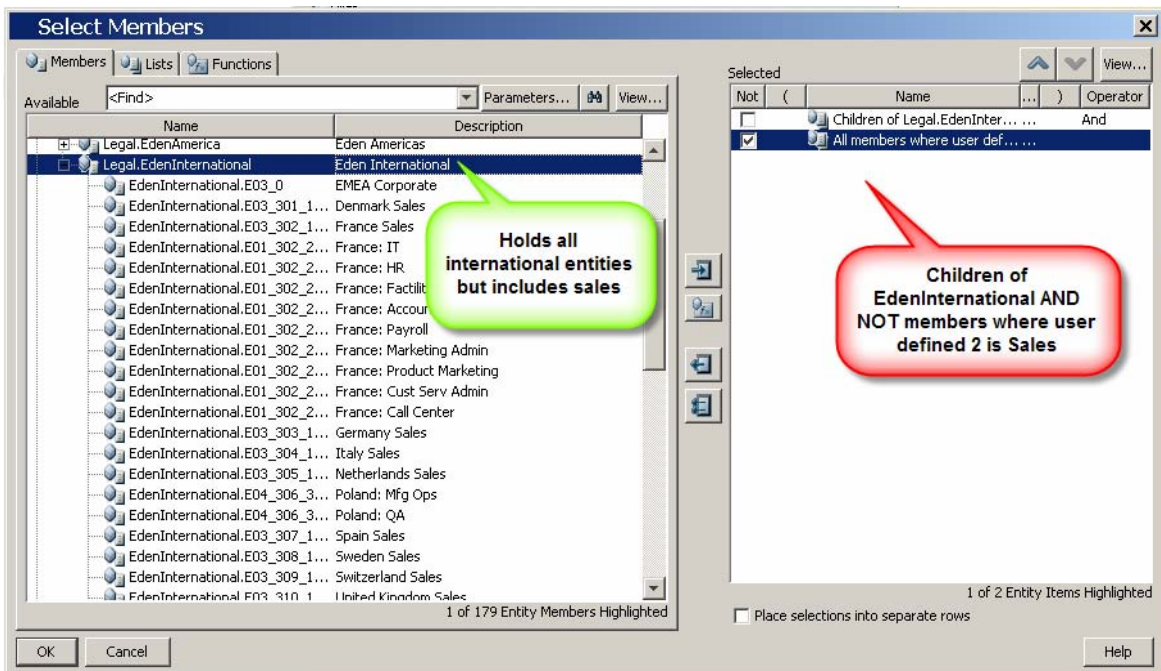 Select Members
Members Lists Functions
Available <Find> Parameters... View...
Name Description
Legal.EdenAmerica Eden Americas
Legal.EdenInternational Eden International
EdenInternational.E03_0 EMEA Corporate
EdenInternational.E03_301_1... Denmark Sales
EdenInternational.E03_302_1... France Sales
EdenInternational.E01_302_2... France: IT
EdenInternational.E01_302_2... France: HR
EdenInternational.E01_302_2... France: Factilit
EdenInternational.E01_302_2... France: Accour
EdenInternational.E01_302_2... France: Payroll
EdenInternational.E01_302_2... France: Marketing Admin
EdenInternational.E01_302_2... France: Product Marketing
EdenInternational.E01_302_2... France: Cust Serv Admin
EdenInternational.E01_302_2... France: Call Center
EdenInternational.E03_303_1... Germany Sales
EdenInternational.E03_304_1... Italy Sales
EdenInternational.E03_305_1... Netherlands Sales
EdenInternational.E04_306_3... Poland: Mfg Ops
EdenInternational.E04_306_3... Poland: QA
EdenInternational.E03_307_1... Spain Sales
EdenInternational.E03_308_1... Sweden Sales
EdenInternational.E03_309_1... Switzerland Sales
EdenInternational.E03_310_1 United Kingdom Sales
1 of 179 Entity Members Highlighted
Holds all
international entities
but includes sales
Selected View...
Not ( Name ... ) Operator
Children of Legal.EdenInter... ... And
All members where user def... ...
Children of
EdenInternational AND
NOT members where user
defined 2 is Sales
1 of 2 Entity Items Highlighted
Place selections into separate rows
OK Cancel Help